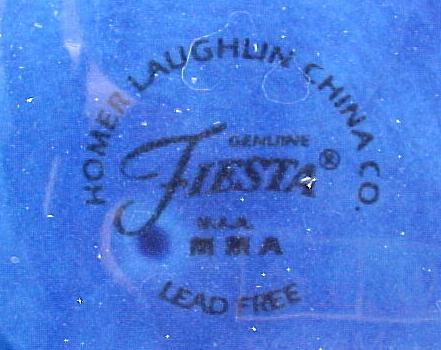 HOMER LAUGHLIN CHINA CO.
GENUINE
FIESTA®
U.S.A.
M M A
LEAD FREE